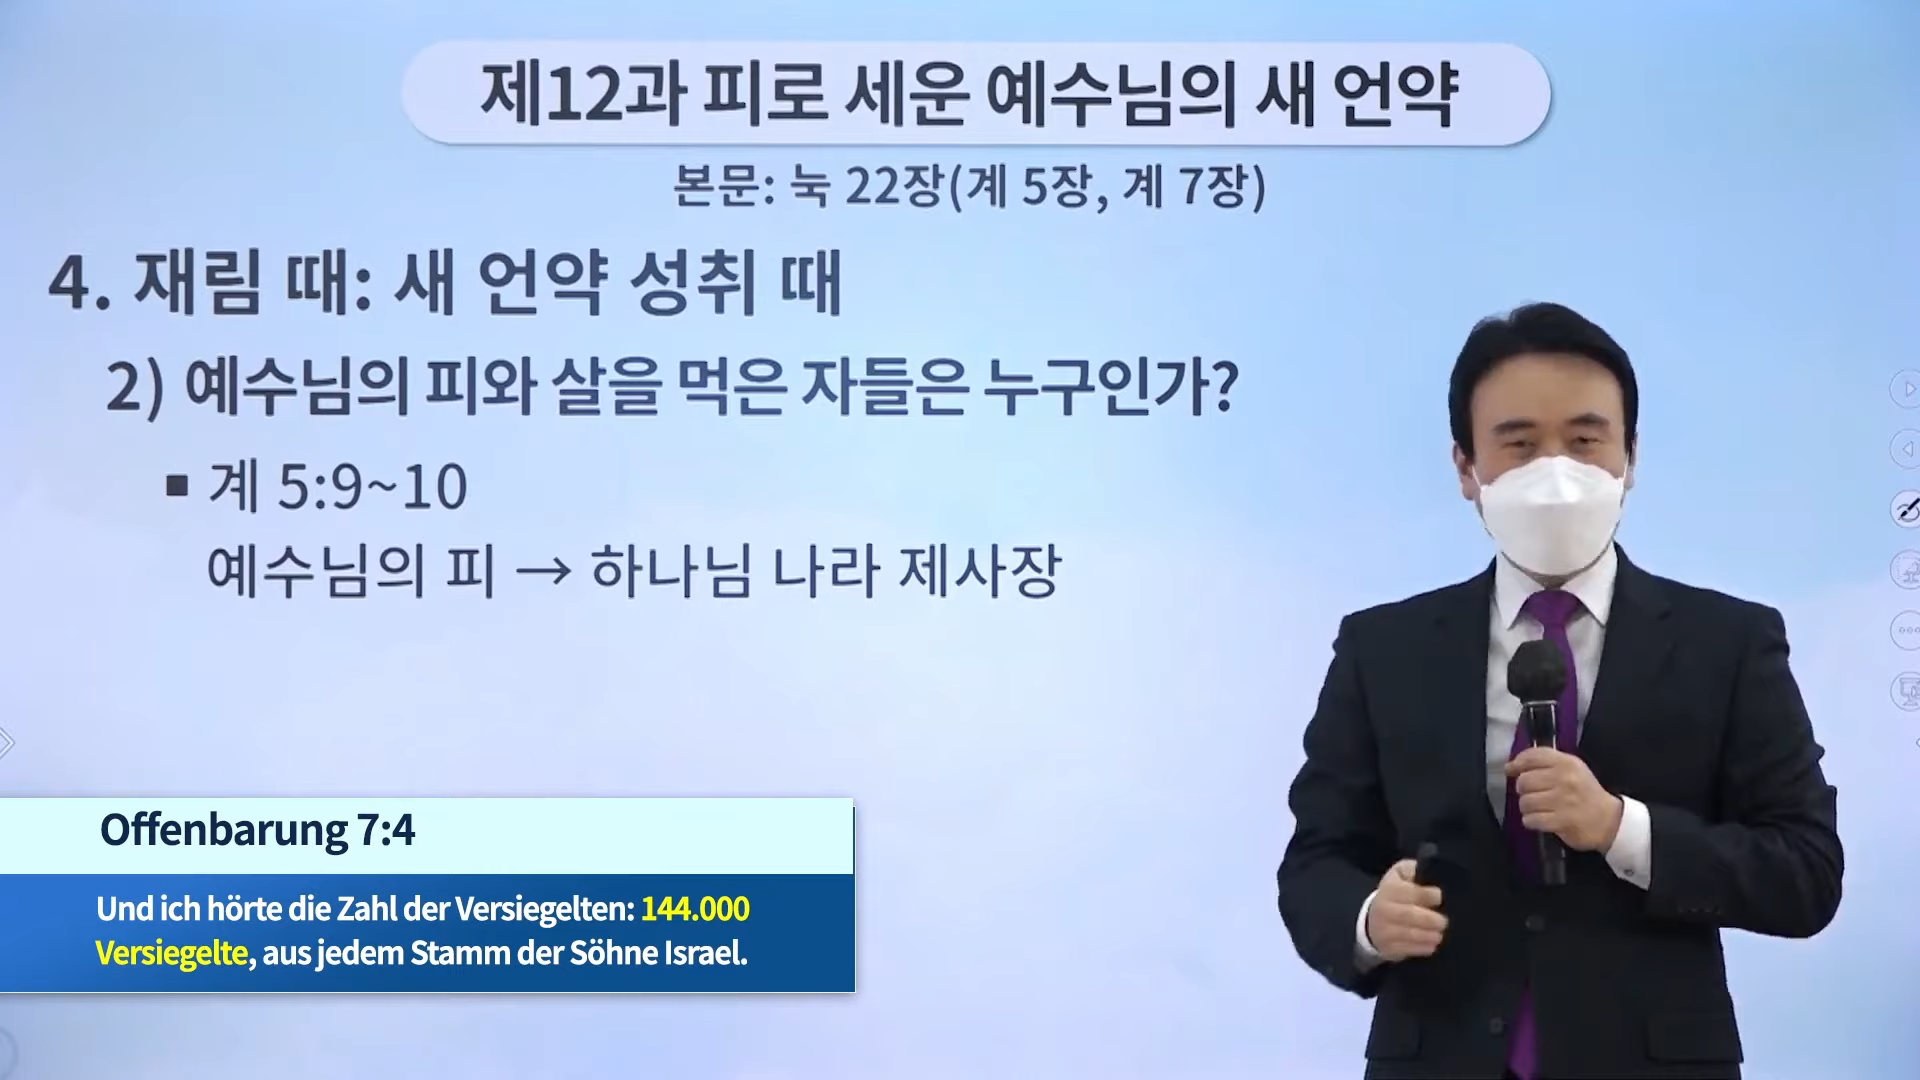 제12과 피로 세운 예수님의 새 언약
본문: 눅 22장(계 5장, 계 7장)
4. 재림 때: 새 언약 성취 때
2) 예수님의 피와 살을 먹은 자들은 누구인가?
▪ 계 5:9~10
예수님의 피 → 하나님 나라 제사장
Offenbarung 7:4
Und ich hörte die Zahl der Versiegelten: 144.000
Versiegelte, aus jedem Stamm der Söhne Israel.